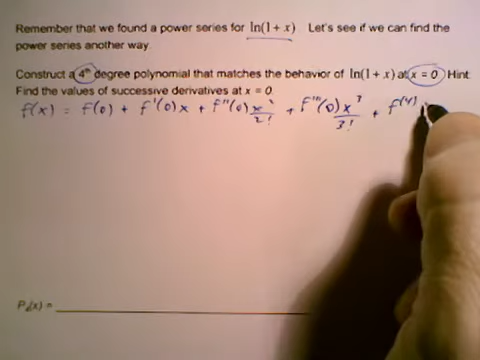 Remember that we found a power series for ln(1 + x) Let's see if we can find the
power series another way.
Construct a 4th degree polynomial that matches the behavior of ln(1 + x) at x = 0 Hint
Find the values of successive derivatives at x = 0
f(x) = f(0) + f'(0)x + f''(0)x²/2! + f'''(0)x³/3! + f⁽⁴⁾
P₄(x) =